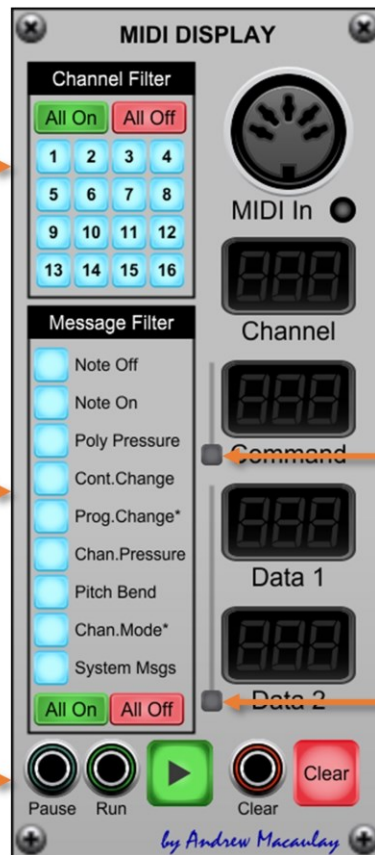 MIDI DISPLAY
Channel Filter
All On All Off
1 2 3 4
5 6 7 8
9 10 11 12
13 14 15 16
MIDI In
Channel
Command
Data 1
Data 2
Message Filter
Note Off
Note On
Poly Pressure
Cont.Change
Prog.Change*
Chan.Pressure
Pitch Bend
Chan.Mode*
System Msgs
All On All Off
Pause Run Clear Clear
by Andrew Macaulay